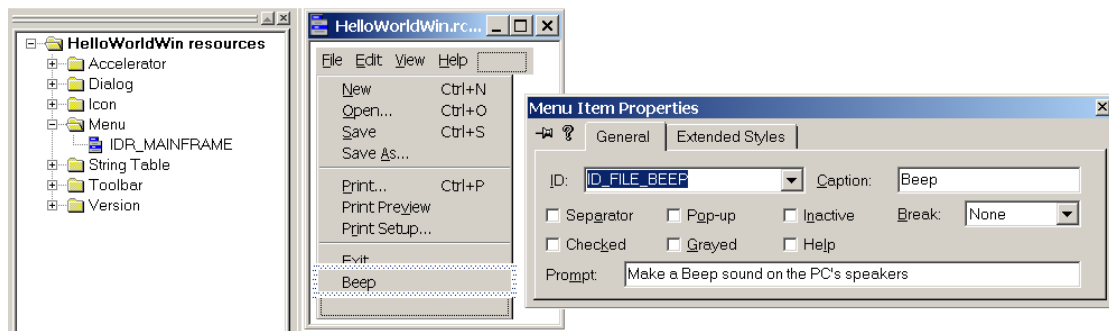 HelloWorldWin resources
Accelerator
Dialog
Icon
Menu
IDR_MAINFRAME
String Table
Toolbar
Version
HelloWorldWin.rc...
File Edit View Help
New Ctrl+N
Open... Ctrl+O
Save Ctrl+S
Save As...
Print... Ctrl+P
Print Preview
Print Setup...
Exit
Beep
Menu Item Properties
General Extended Styles
ID: ID_FILE_BEEP Caption: Beep
Separator Pop-up Inactive Break: None
Checked Grayed Help
Prompt: Make a Beep sound on the PC's speakers